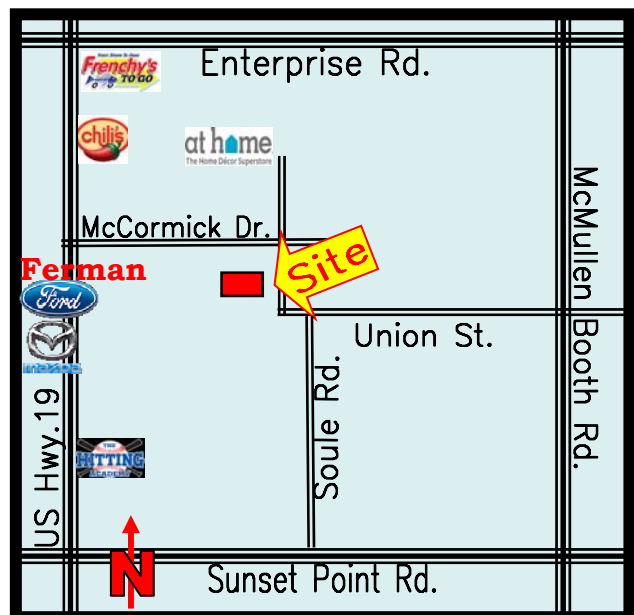 Enterprise Rd.
Frenchy's
TO GO
chili's
at home
The Home Décor Superstore
McCormick Dr.
McMullen Booth Rd.
Ferman
Site
Ford
Union St.
mazda
Soule Rd.
US Hwy.19
THE
HITTING
ACADEMY
N
Sunset Point Rd.